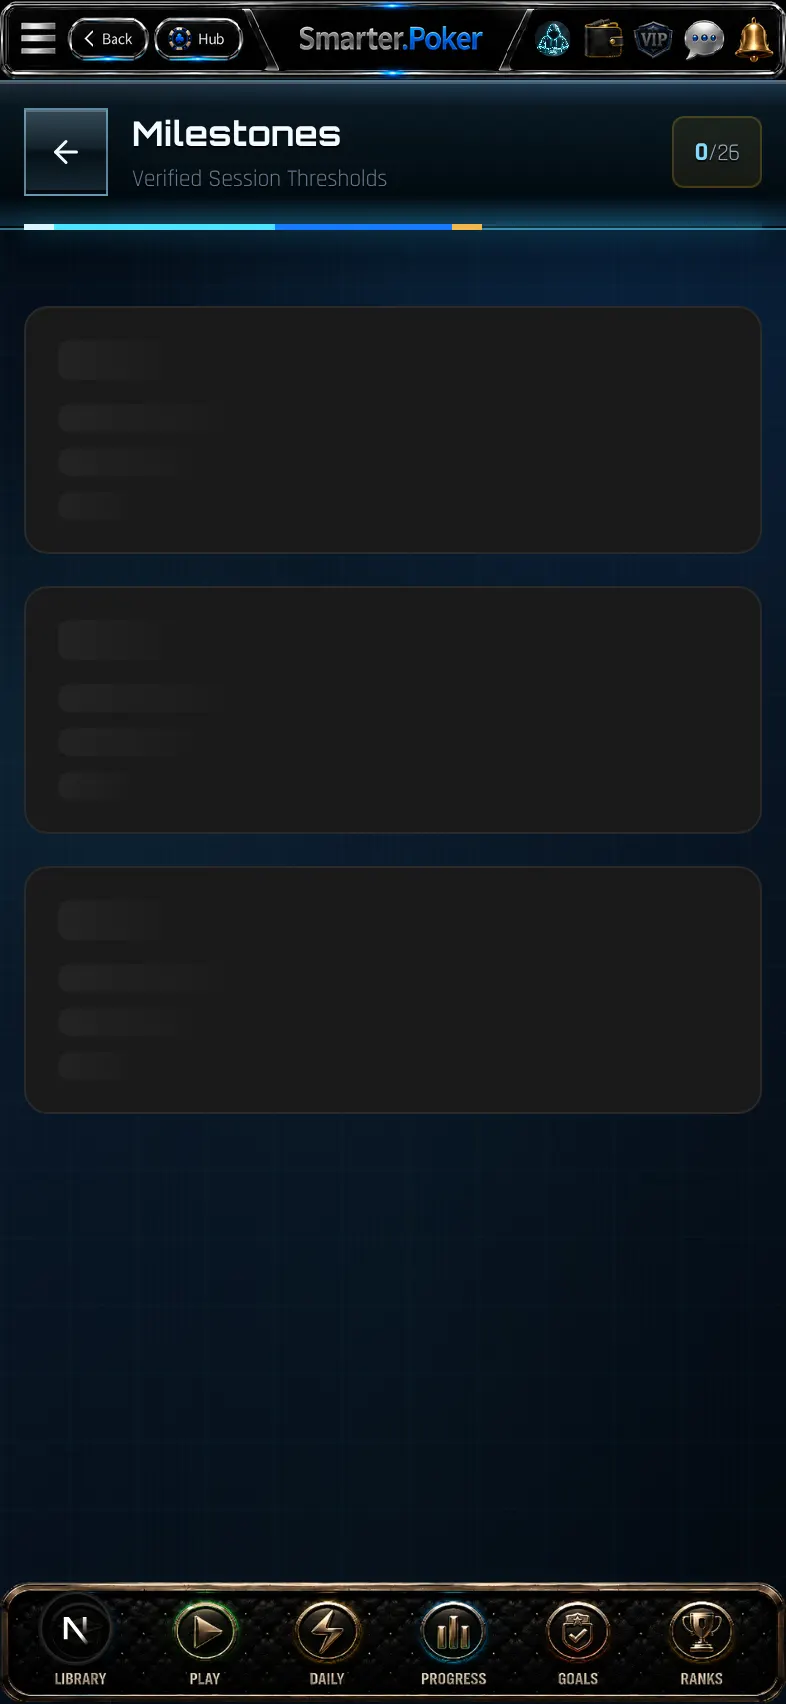 Back
Hub
Smarter.Poker
VIP
Milestones
Verified Session Thresholds
0/26
N
LIBRARY
PLAY
DAILY
PROGRESS
GOALS
RANKS